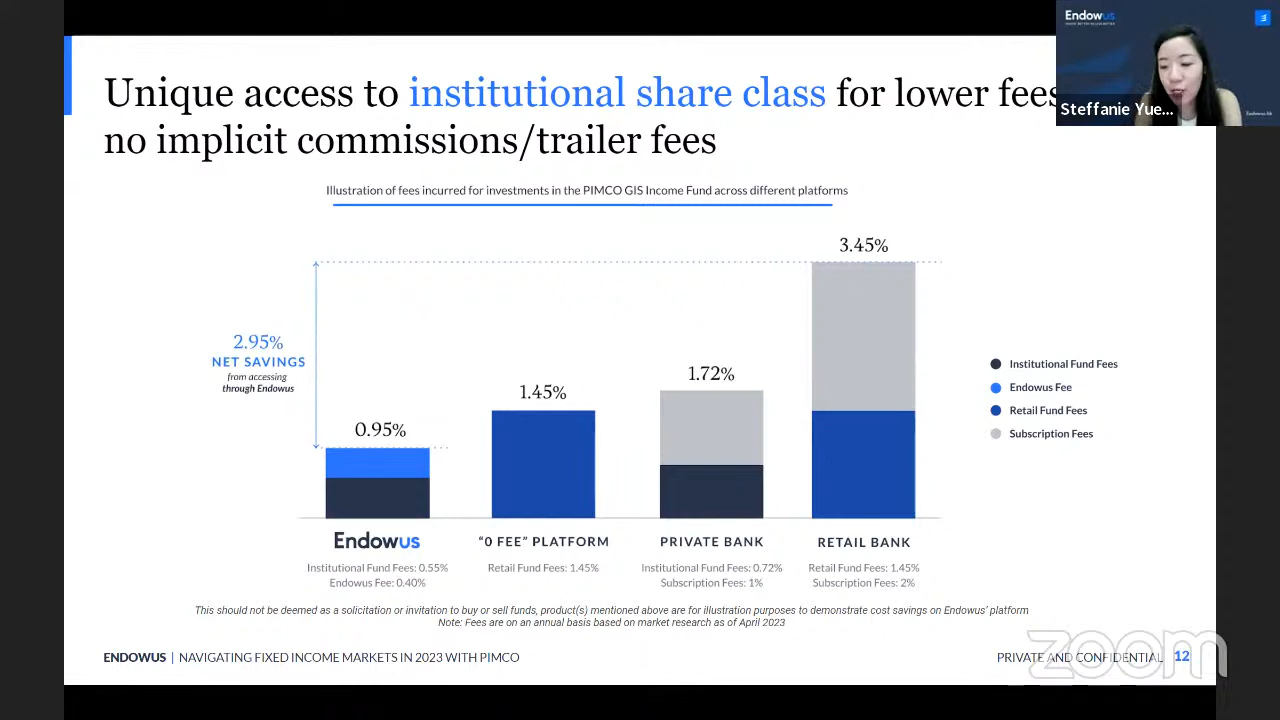 Endowus
Steffanie Yue...
Unique access to institutional share class for lower fees
no implicit commissions/trailer fees
Illustration of fees incurred for investments in the PIMCO GIS Income Fund across different platforms
3.45%
2.95%
NET SAVINGS
from accessing
through Endowus
1.72%
1.45%
0.95%
Institutional Fund Fees
Endowus Fee
Retail Fund Fees
Subscription Fees
Endowus
"0 FEE" PLATFORM
PRIVATE BANK
RETAIL BANK
Institutional Fund Fees: 0.55%
Endowus Fee: 0.40%
Retail Fund Fees: 1.45%
Institutional Fund Fees: 0.72%
Subscription Fees: 1%
Retail Fund Fees: 1.45%
Subscription Fees: 2%
This should not be deemed as a solicitation or invitation to buy or sell funds, product(s) mentioned above are for illustration purposes to demonstrate cost savings on Endowus' platform
Note: Fees are on an annual basis based on market research as of April 2023
ENDOWUS | NAVIGATING FIXED INCOME MARKETS IN 2023 WITH PIMCO
PRIVATE AND CONFIDENTIAL 12
zoom